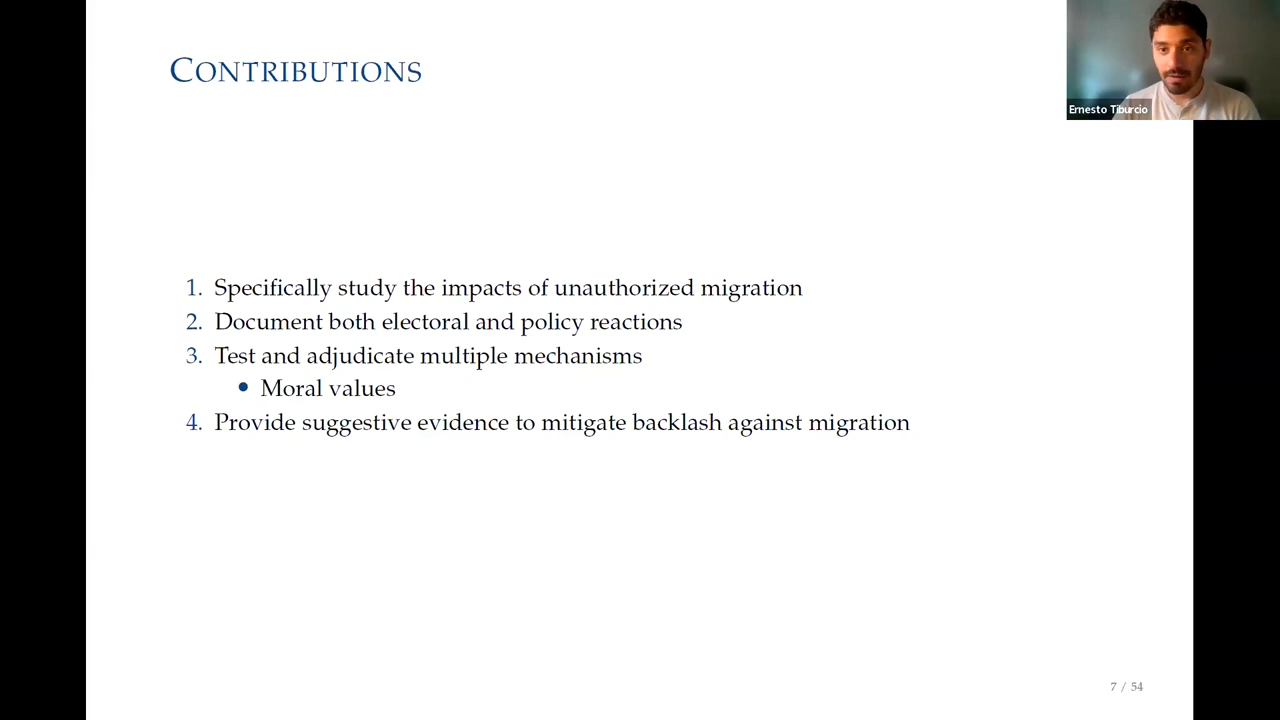 CONTRIBUTIONS
Ernesto Tiburcio
1. Specifically study the impacts of unauthorized migration
2. Document both electoral and policy reactions
3. Test and adjudicate multiple mechanisms
• Moral values
4. Provide suggestive evidence to mitigate backlash against migration
7 / 54